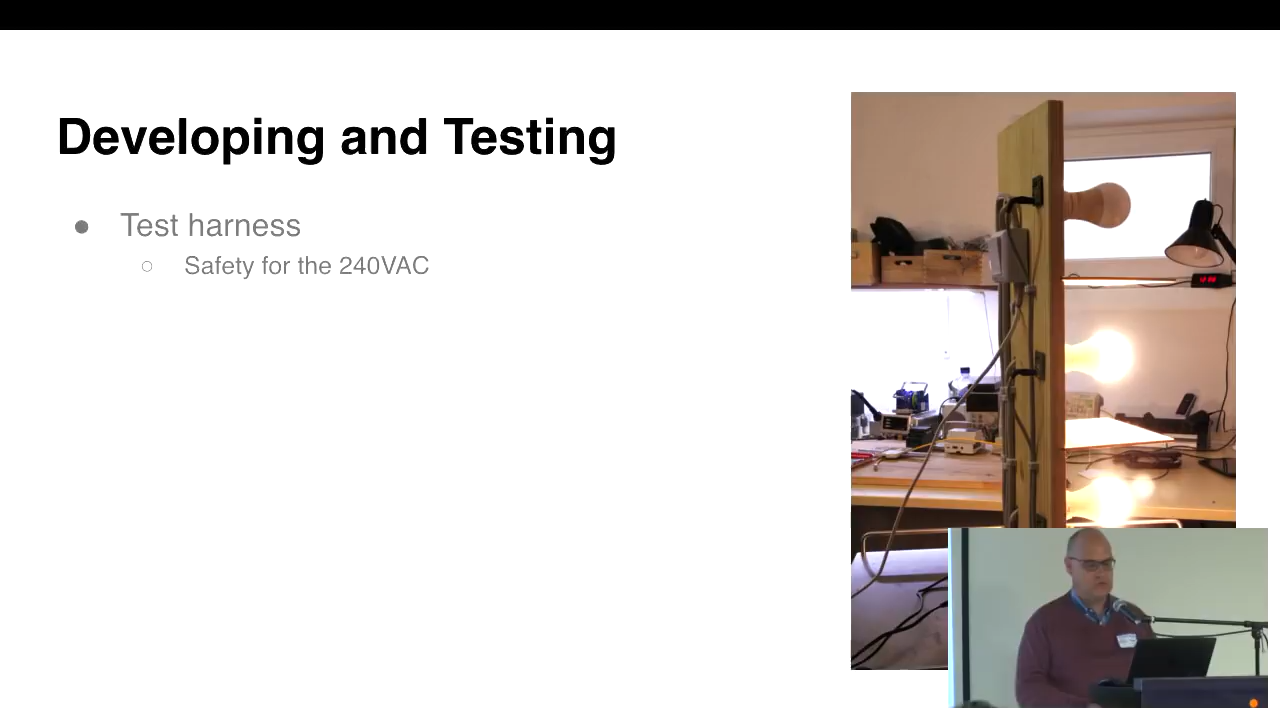 Developing and Testing
● Test harness
○ Safety for the 240VAC